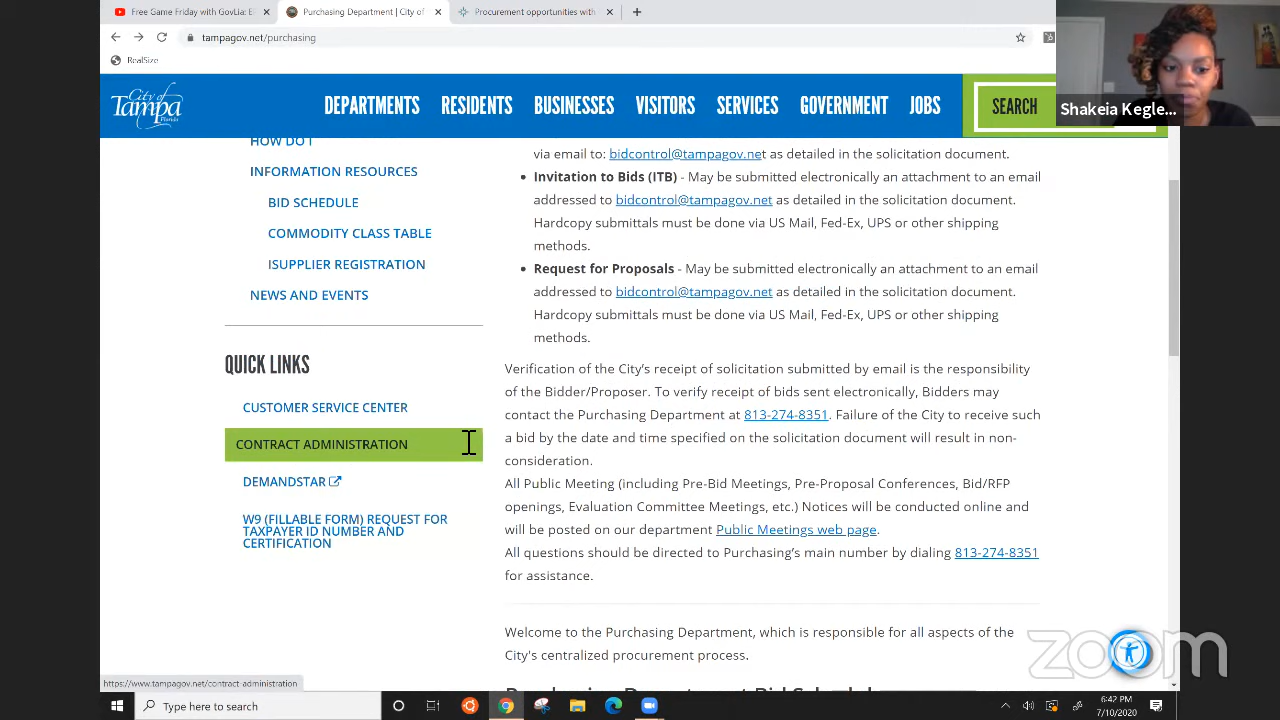 Free Game Friday with GovLia: E
Purchasing Department | City of
Procurement opportunities with
tampagov.net/purchasing
RealSize
City of
Tampa
Florida
DEPARTMENTS
RESIDENTS
BUSINESSES
VISITORS
SERVICES
GOVERNMENT
JOBS
SEARCH
Shakeia Kegle...
HOW DO I
INFORMATION RESOURCES
BID SCHEDULE
COMMODITY CLASS TABLE
ISUPPLIER REGISTRATION
NEWS AND EVENTS
QUICK LINKS
CUSTOMER SERVICE CENTER
CONTRACT ADMINISTRATION
DEMANDSTAR
W9 (FILLABLE FORM) REQUEST FOR
TAXPAYER ID NUMBER AND
CERTIFICATION
via email to: bidcontrol@tampagov.net as detailed in the solicitation document.
• Invitation to Bids (ITB) - May be submitted electronically an attachment to an email
addressed to bidcontrol@tampagov.net as detailed in the solicitation document.
Hardcopy submittals must be done via US Mail, Fed-Ex, UPS or other shipping
methods.
• Request for Proposals - May be submitted electronically an attachment to an email
addressed to bidcontrol@tampagov.net as detailed in the solicitation document.
Hardcopy submittals must be done via US Mail, Fed-Ex, UPS or other shipping
methods.
Verification of the City's receipt of solicitation submitted by email is the responsibility
of the Bidder/Proposer. To verify receipt of bids sent electronically, Bidders may
contact the Purchasing Department at 813-274-8351. Failure of the City to receive such
a bid by the date and time specified on the solicitation document will result in non-
consideration.
All Public Meeting (including Pre-Bid Meetings, Pre-Proposal Conferences, Bid/RFP
openings, Evaluation Committee Meetings, etc.) Notices will be conducted online and
will be posted on our department Public Meetings web page.
All questions should be directed to Purchasing's main number by dialing 813-274-8351
for assistance.
Welcome to the Purchasing Department, which is responsible for all aspects of the
City's centralized procurement process.
Purchasing Department Bid Schedul
zoom
https://www.tampagov.net/contract-administration
Type here to search
6:42 PM
7/10/2020